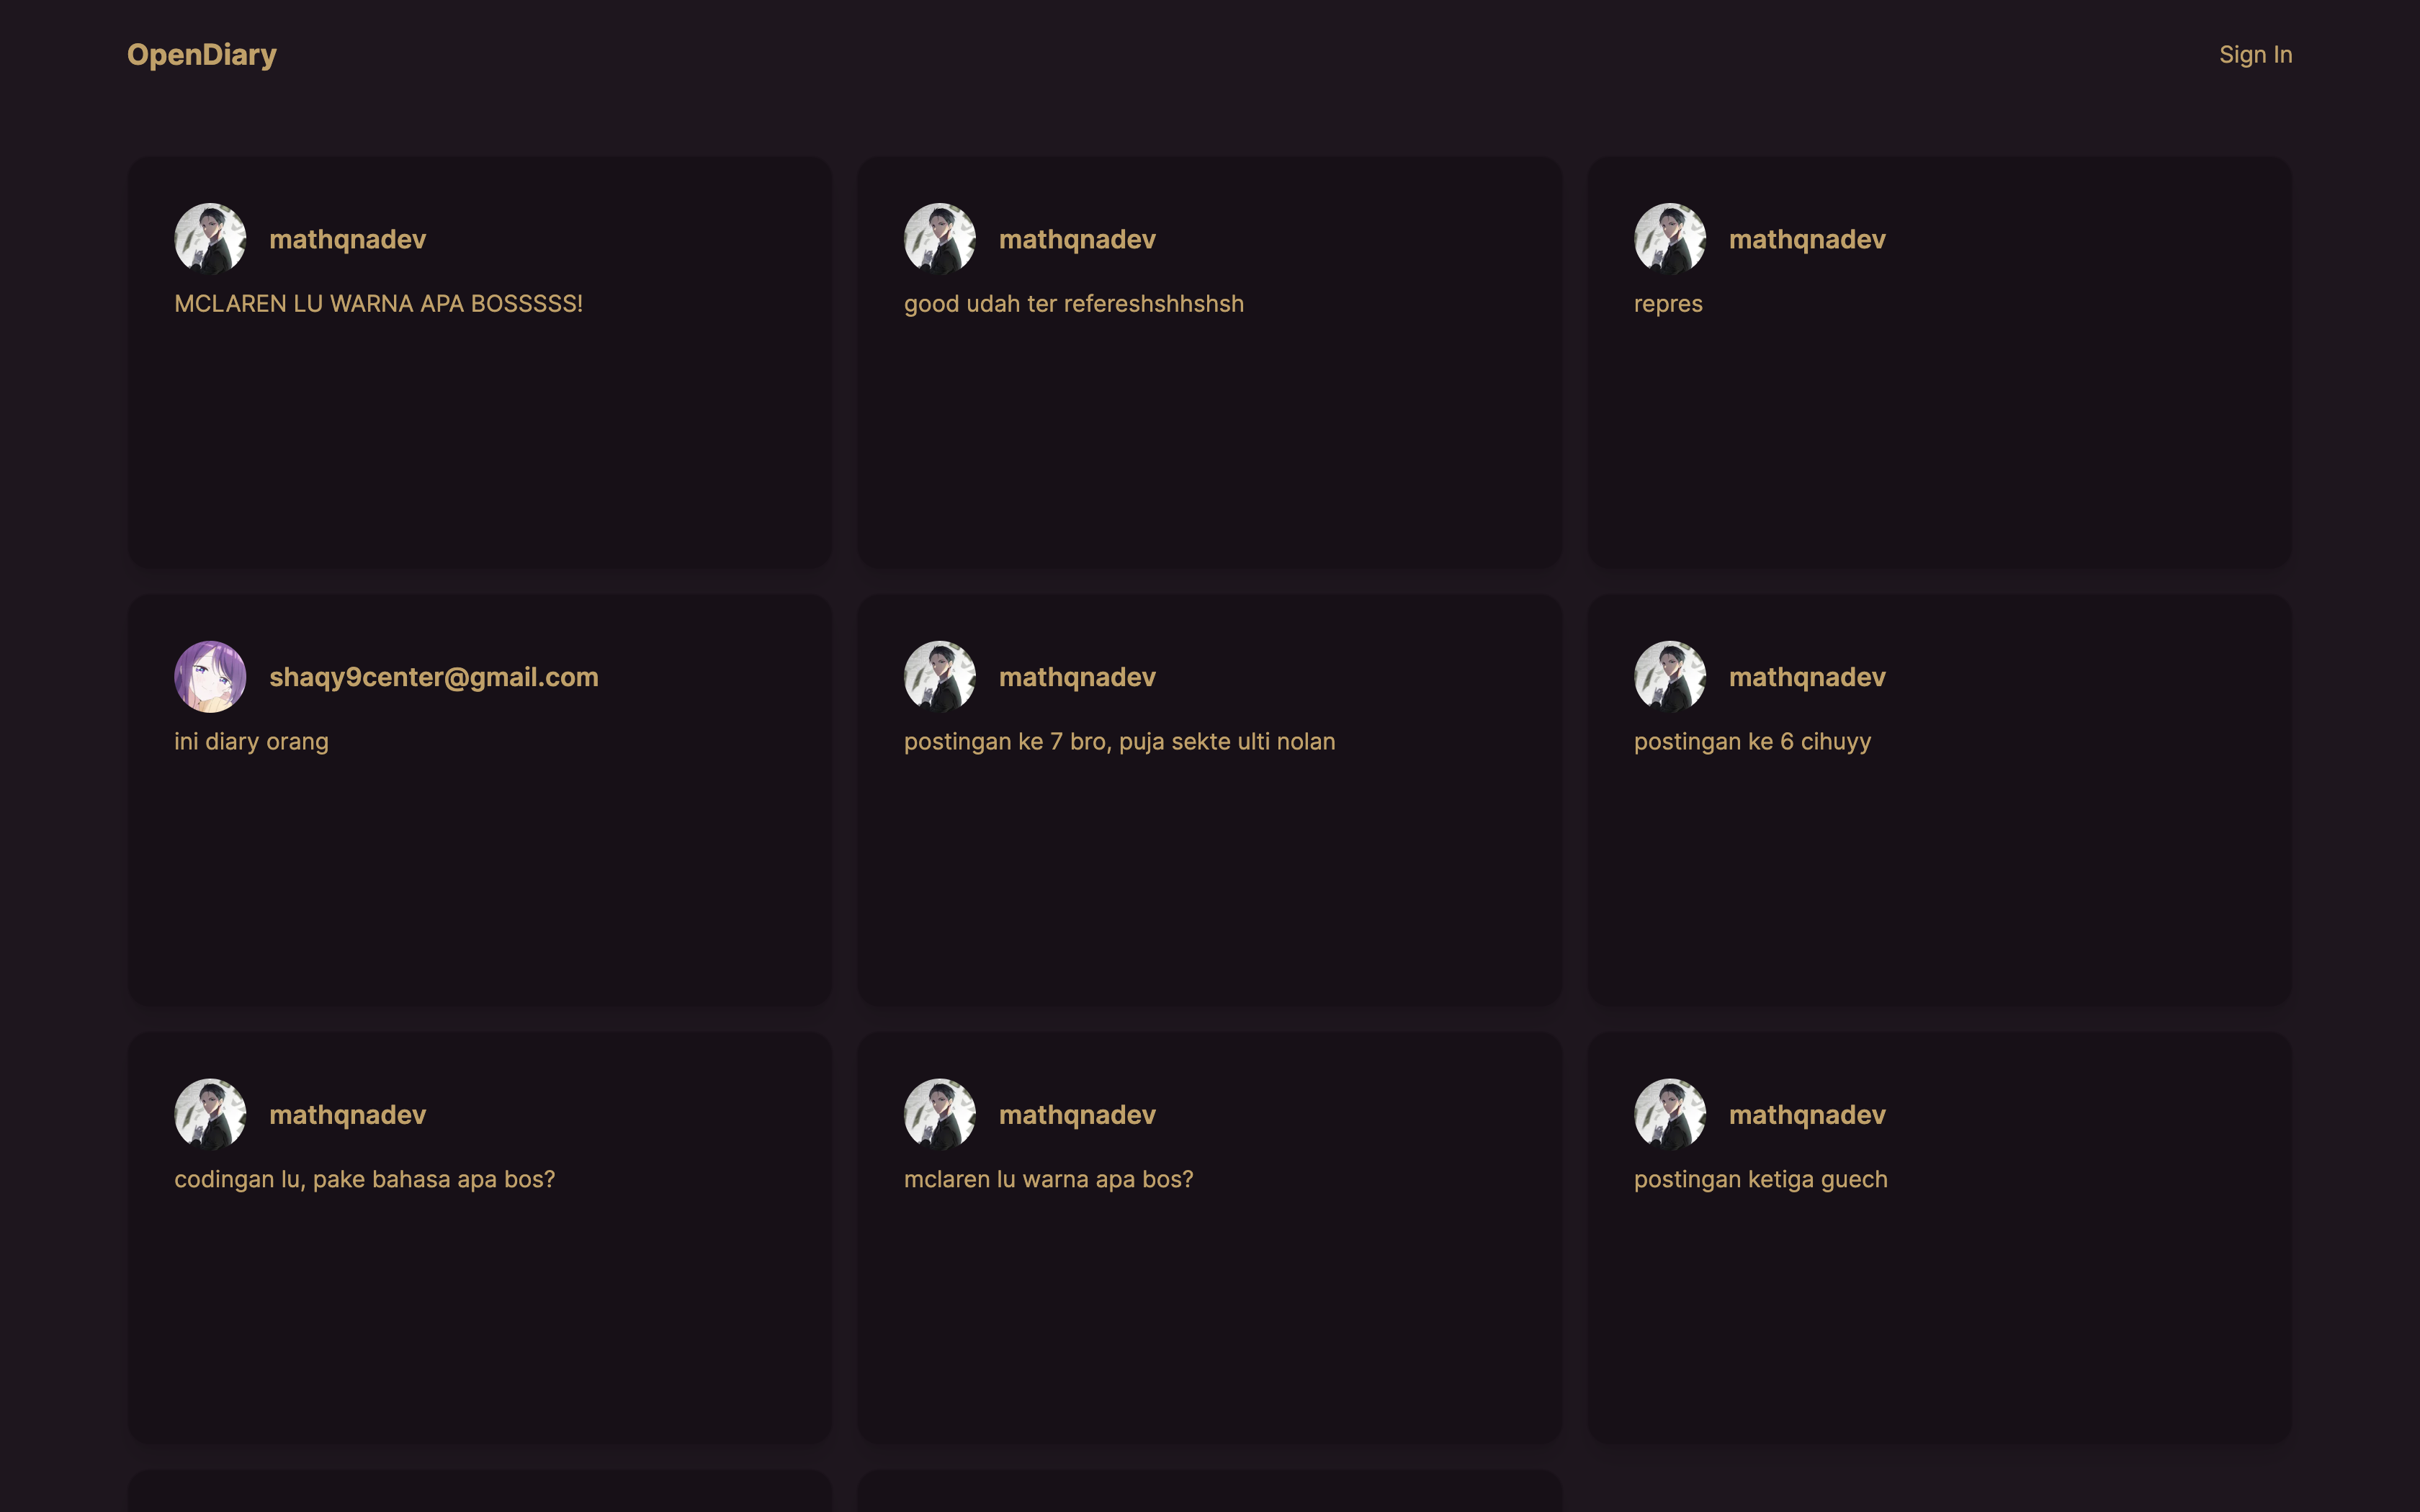 OpenDiary
Sign In
mathqnadev
MCLAREN LU WARNA APA BOSSSSS!
mathqnadev
good udah ter refereshshhshsh
mathqnadev
repres
shaqy9center@gmail.com
ini diary orang
mathqnadev
postingan ke 7 bro, puja sekte ulti nolan
mathqnadev
postingan ke 6 cihuyy
mathqnadev
codingan lu, pake bahasa apa bos?
mathqnadev
mclaren lu warna apa bos?
mathqnadev
postingan ketiga guech